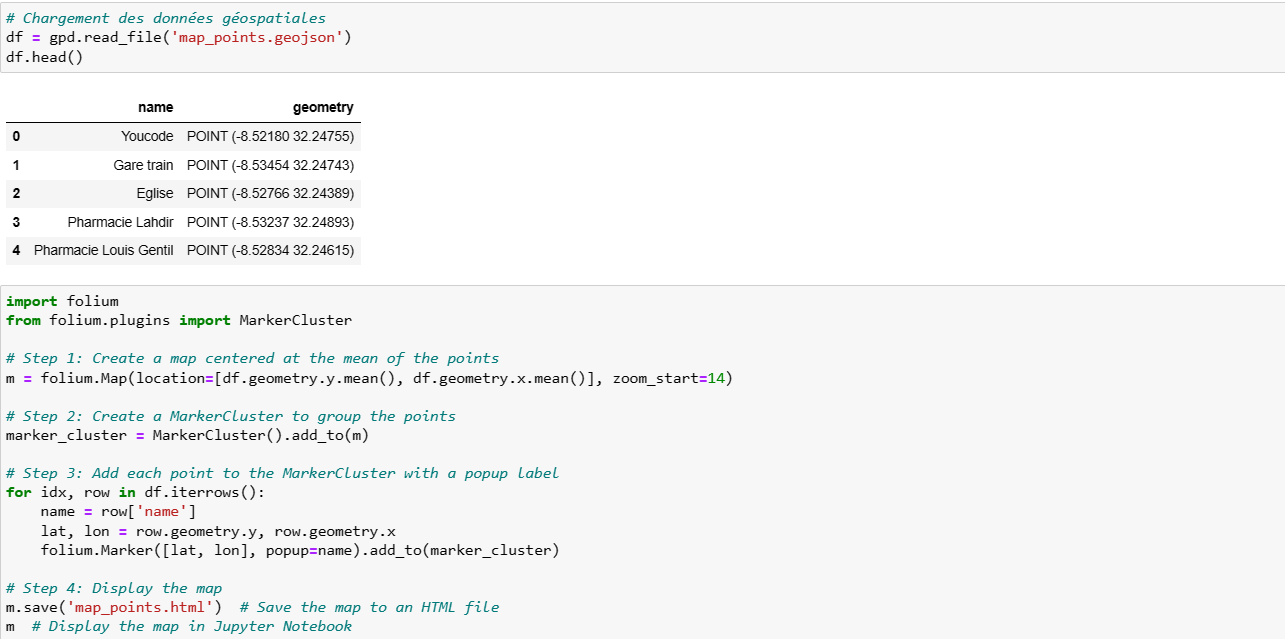 # Chargement des données géospatiales
df = gpd.read_file('map_points.geojson')
df.head()
name geometry
0 Youcode POINT (-8.52180 32.24755)
1 Gare train POINT (-8.53454 32.24743)
2 Eglise POINT (-8.52766 32.24389)
3 Pharmacie Lahdir POINT (-8.53237 32.24893)
4 Pharmacie Louis Gentil POINT (-8.52834 32.24615)
import folium
from folium.plugins import MarkerCluster
# Step 1: Create a map centered at the mean of the points
m = folium.Map(location=[df.geometry.y.mean(), df.geometry.x.mean()], zoom_start=14)
# Step 2: Create a MarkerCluster to group the points
marker_cluster = MarkerCluster().add_to(m)
# Step 3: Add each point to the MarkerCluster with a popup label
for idx, row in df.iterrows():
    name = row['name']
    lat, lon = row.geometry.y, row.geometry.x
    folium.Marker([lat, lon], popup=name).add_to(marker_cluster)
# Step 4: Display the map
m.save('map_points.html')  # Save the map to an HTML file
m  # Display the map in Jupyter Notebook